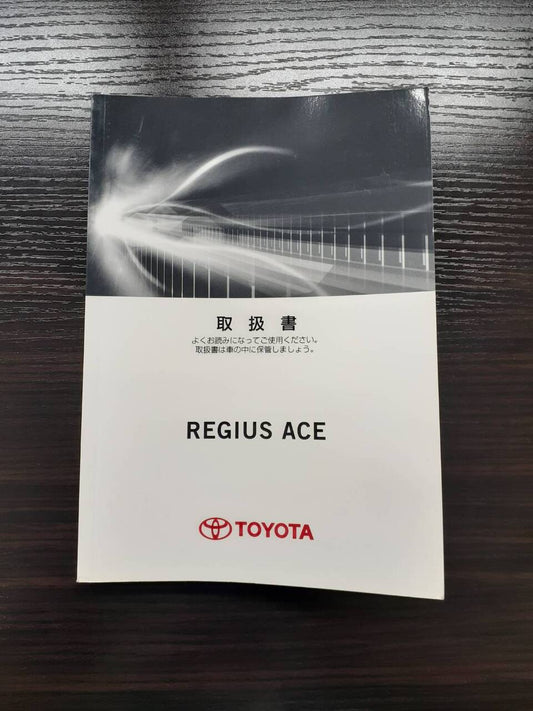 取扱書
よくお読みになってご使用ください。
取扱書は車の中に保管しましょう。
REGIUS ACE
TOYOTA